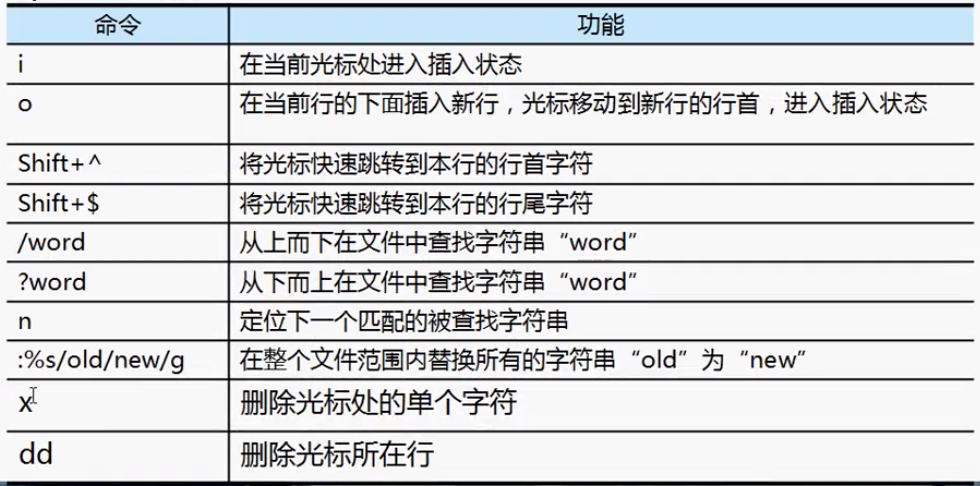 命令 功能
i 在当前光标处进入插入状态
o 在当前行的下面插入新行，光标移动到新行的行首，进入插入状态
Shift+^ 将光标快速跳转到本行的行首字符
Shift+$ 将光标快速跳转到本行的行尾字符
/word 从上而下在文件中查找字符串“word”
?word 从下而上在文件中查找字符串“word”
n 定位下一个匹配的被查找字符串
:%s/old/new/g 在整个文件范围内替换所有的字符串“old”为“new”
x 删除光标处的单个字符
dd 删除光标所在行